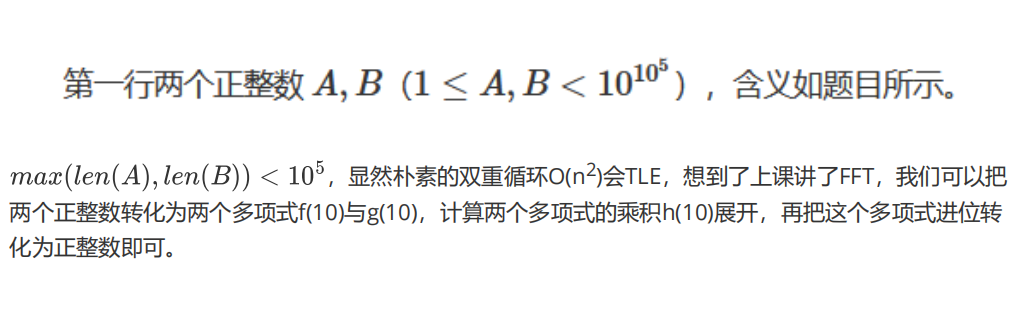 第一行两个正整数 A, B（1 ≤ A, B < 10^{10^5}），含义如题目所示。
max(len(A), len(B)) < 10^5，显然朴素的双重循环O(n^2)会TLE，想到了上课讲了FFT，我们可以把
两个正整数转化为两个多项式f(10)与g(10)，计算两个多项式的乘积h(10)展开，再把这个多项式进位转
化为正整数即可。